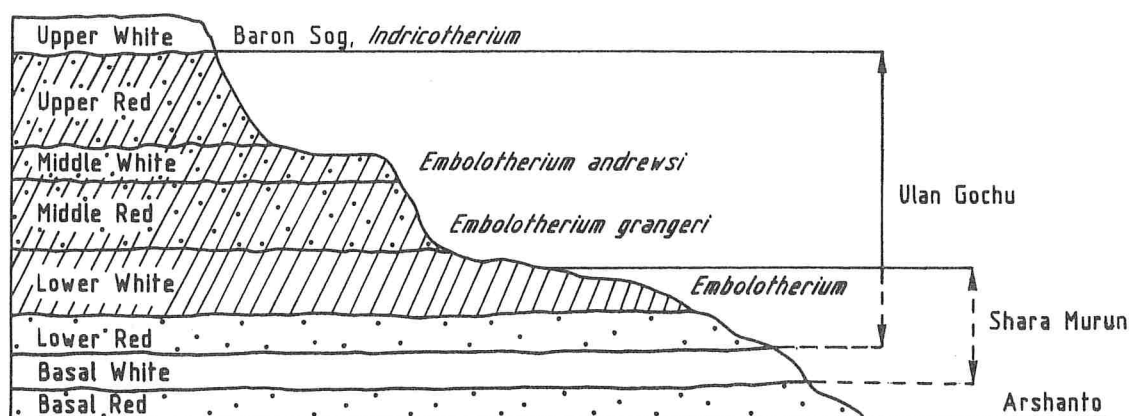 Upper White
Baron Sog, Indricotherium
Upper Red
Middle White
Embolotherium andrewsi
Ulan Gochu
Middle Red
Embolotherium grangeri
Lower White
Embolotherium
Shara Murun
Lower Red
Basal White
Basal Red
Arshanto